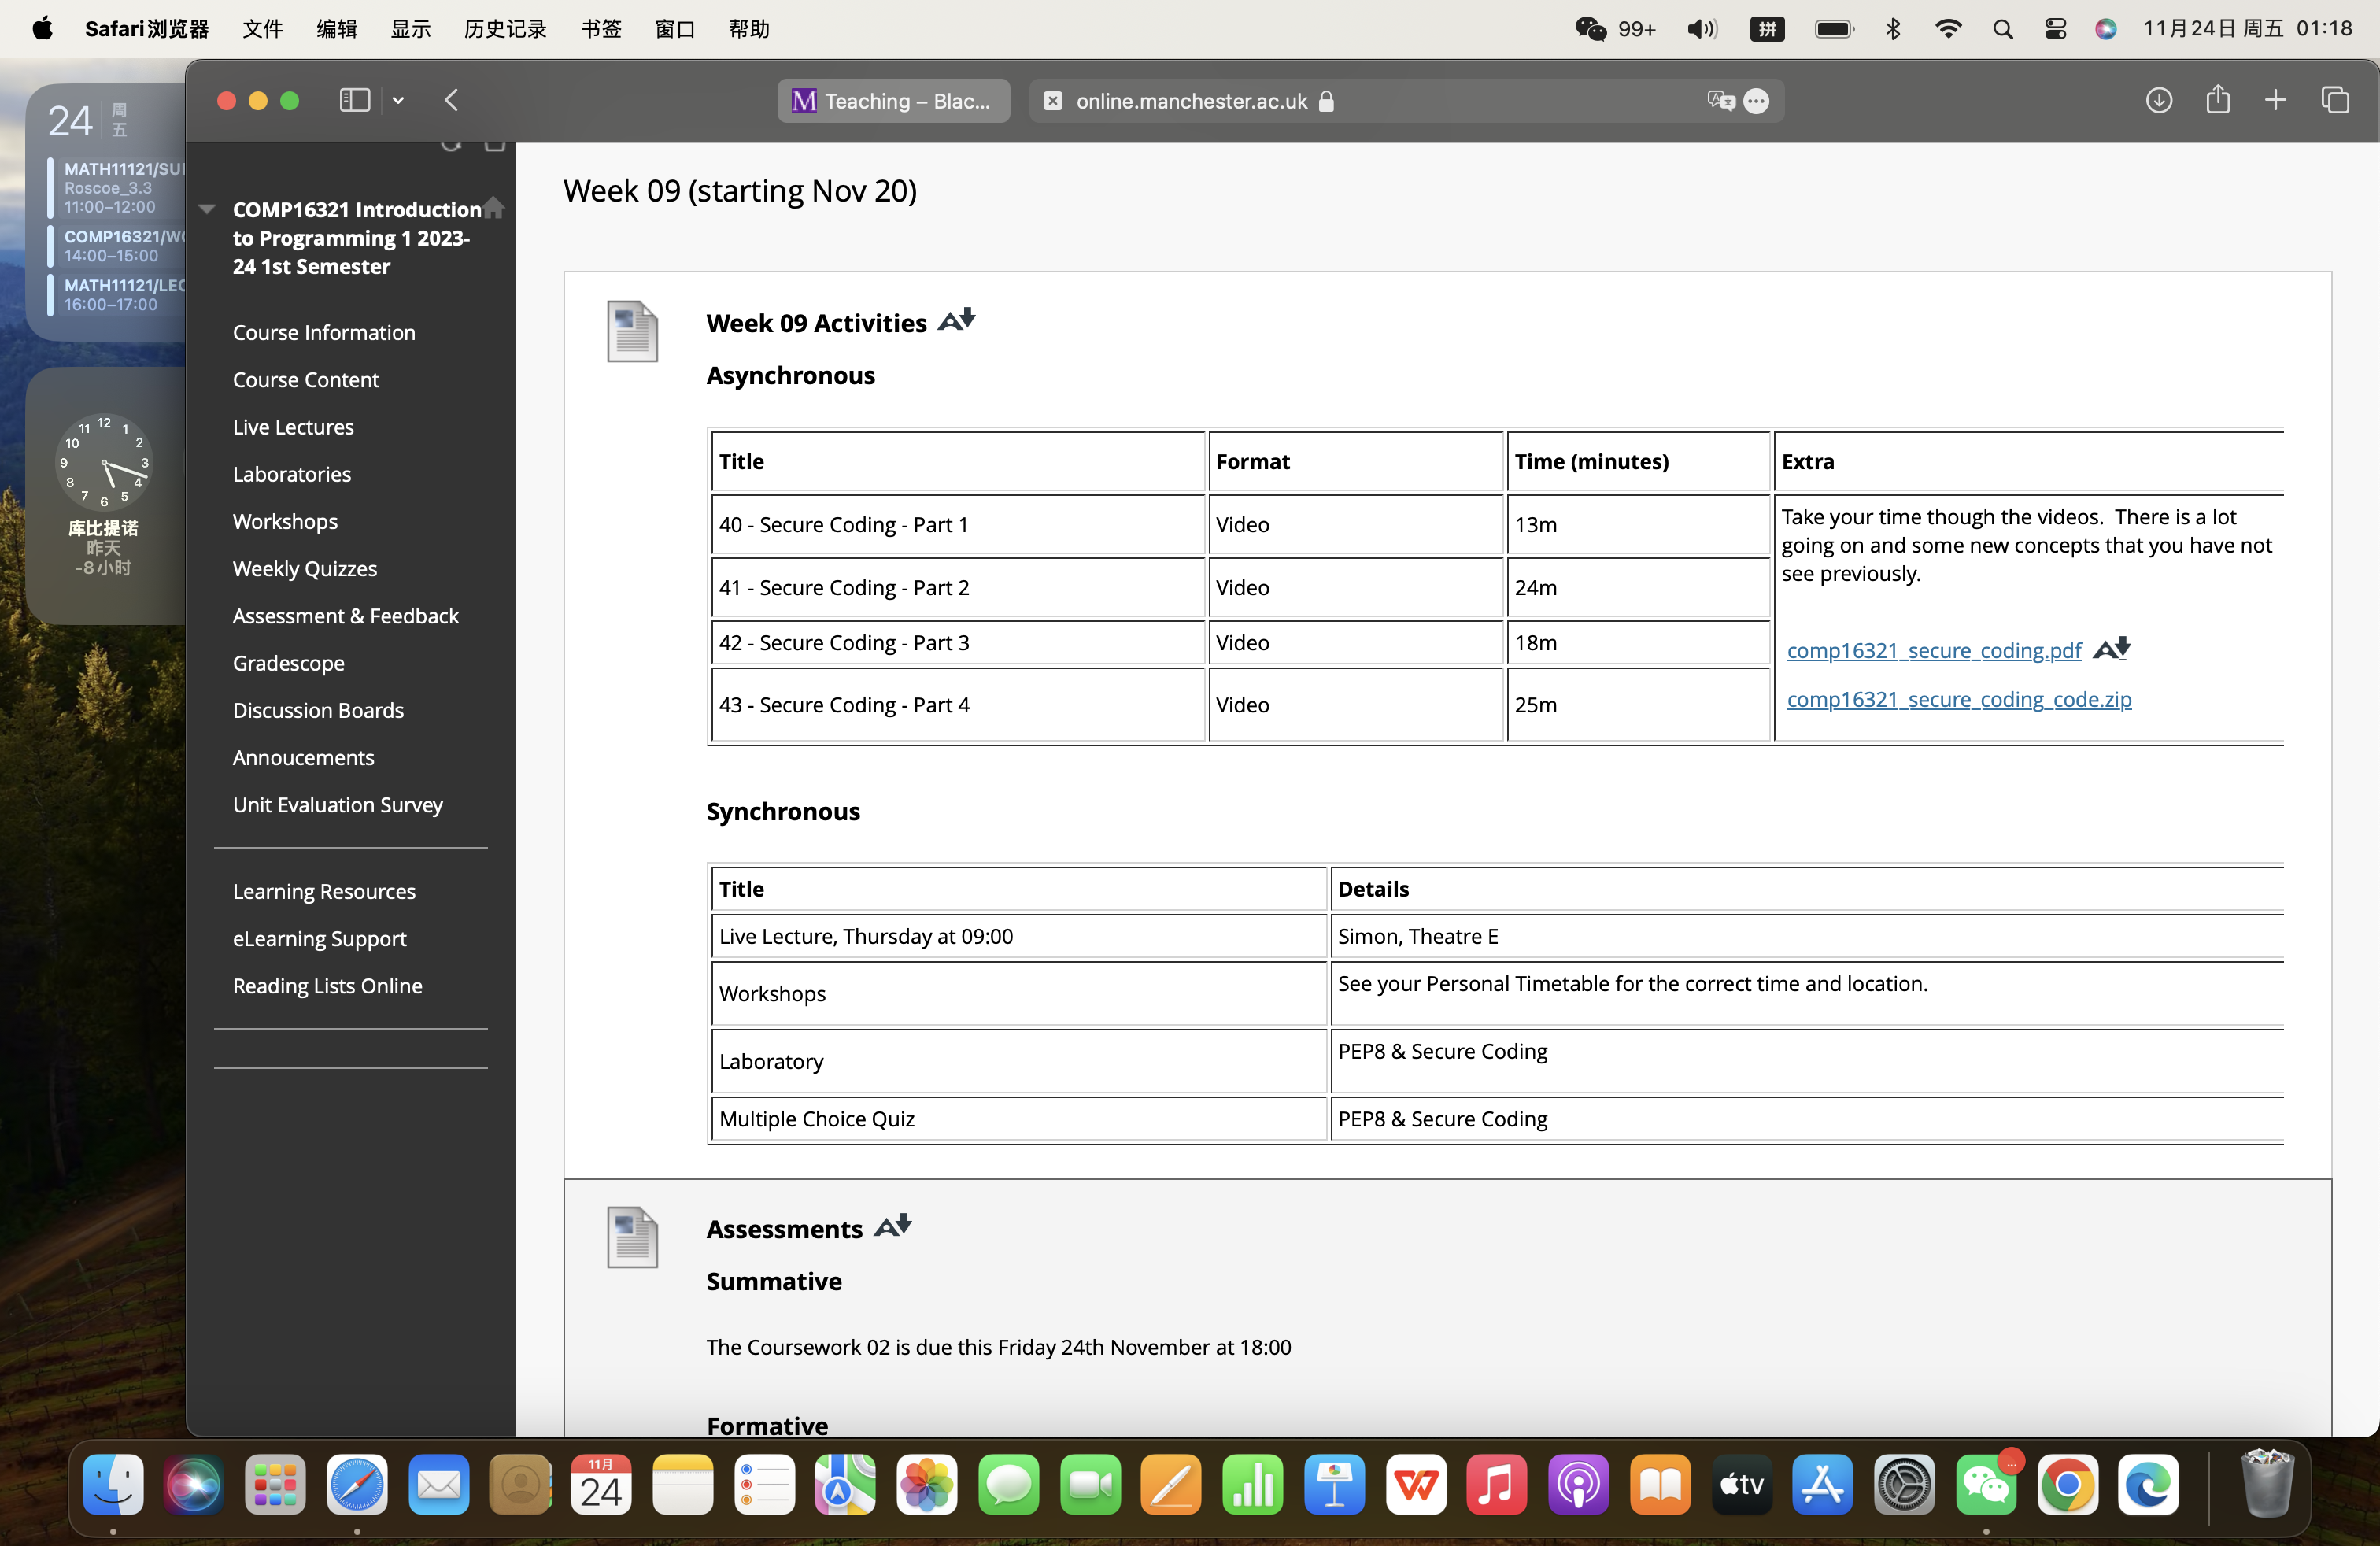 Safari浏览器 文件 编辑 显示 历史记录 书签 窗口 帮助 99+ 拼 11月24日 周五 01:18
Teaching – Blac... online.manchester.ac.uk
24 周五
MATH11121/SU
Roscoe_3.3
11:00–12:00
COMP16321/W
14:00–15:00
MATH11121/LEC
16:00–17:00
12 1 2 3 4 5 6 7 8 9 10 11
库比提诺
昨天
-8小时
COMP16321 Introduction
to Programming 1 2023-
24 1st Semester
Course Information
Course Content
Live Lectures
Laboratories
Workshops
Weekly Quizzes
Assessment & Feedback
Gradescope
Discussion Boards
Annoucements
Unit Evaluation Survey
Learning Resources
eLearning Support
Reading Lists Online
Week 09 (starting Nov 20)
Week 09 Activities
Asynchronous
Title Format Time (minutes) Extra
40 - Secure Coding - Part 1 Video 13m
41 - Secure Coding - Part 2 Video 24m
42 - Secure Coding - Part 3 Video 18m
43 - Secure Coding - Part 4 Video 25m
Take your time though the videos. There is a lot
going on and some new concepts that you have not
see previously.
comp16321_secure_coding.pdf
comp16321_secure_coding_code.zip
Synchronous
Title Details
Live Lecture, Thursday at 09:00 Simon, Theatre E
Workshops See your Personal Timetable for the correct time and location.
Laboratory PEP8 & Secure Coding
Multiple Choice Quiz PEP8 & Secure Coding
Assessments
Summative
The Coursework 02 is due this Friday 24th November at 18:00
Formative
11月
24
tv